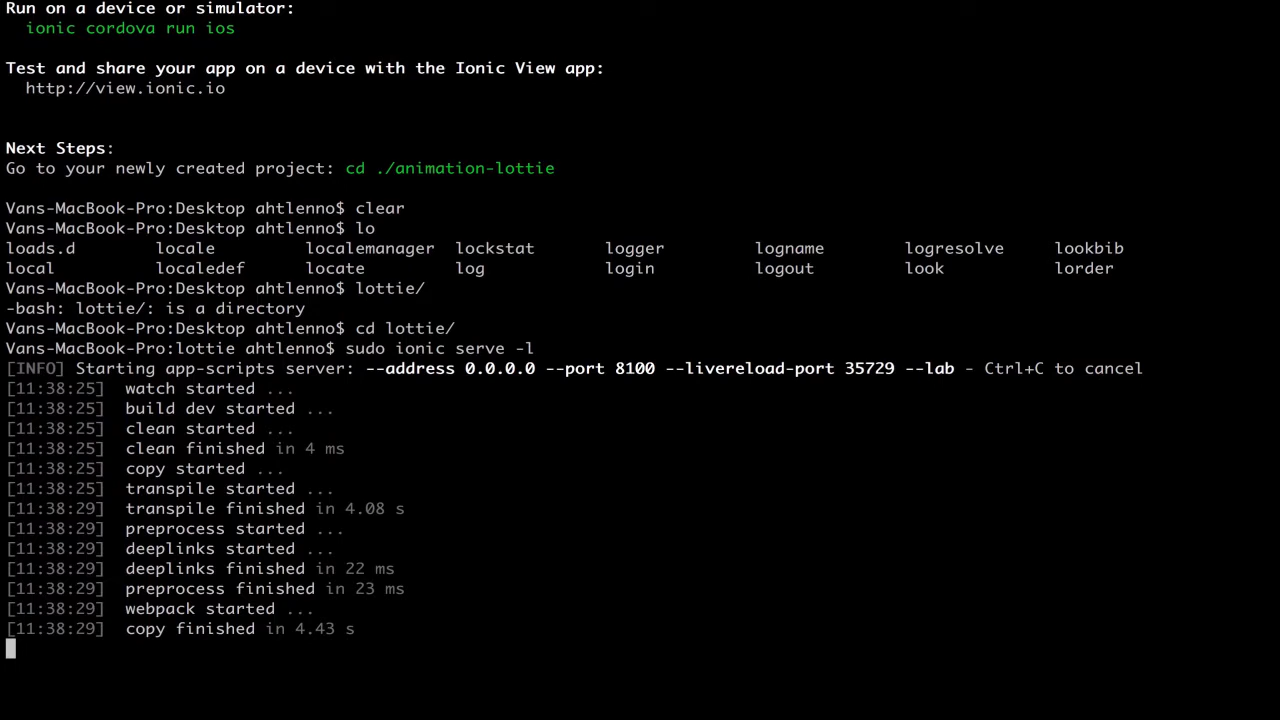 Run on a device or simulator:
  ionic cordova run ios

Test and share your app on a device with the Ionic View app:
  http://view.ionic.io

Next Steps:
Go to your newly created project: cd ./animation-lottie

Vans-MacBook-Pro:Desktop ahtlenno$ clear
Vans-MacBook-Pro:Desktop ahtlenno$ lo
loads.d        locale         localemanager  lockstat       logger         logname        logresolve     lookbib
local          localedef      locate         log            login          logout         look           lorder
Vans-MacBook-Pro:Desktop ahtlenno$ lottie/
-bash: lottie/: is a directory
Vans-MacBook-Pro:Desktop ahtlenno$ cd lottie/
Vans-MacBook-Pro:lottie ahtlenno$ sudo ionic serve -l
[INFO] Starting app-scripts server: --address 0.0.0.0 --port 8100 --livereload-port 35729 --lab - Ctrl+C to cancel
[11:38:25]  watch started ...
[11:38:25]  build dev started ...
[11:38:25]  clean started ...
[11:38:25]  clean finished in 4 ms
[11:38:25]  copy started ...
[11:38:25]  transpile started ...
[11:38:29]  transpile finished in 4.08 s
[11:38:29]  preprocess started ...
[11:38:29]  deeplinks started ...
[11:38:29]  deeplinks finished in 22 ms
[11:38:29]  preprocess finished in 23 ms
[11:38:29]  webpack started ...
[11:38:29]  copy finished in 4.43 s